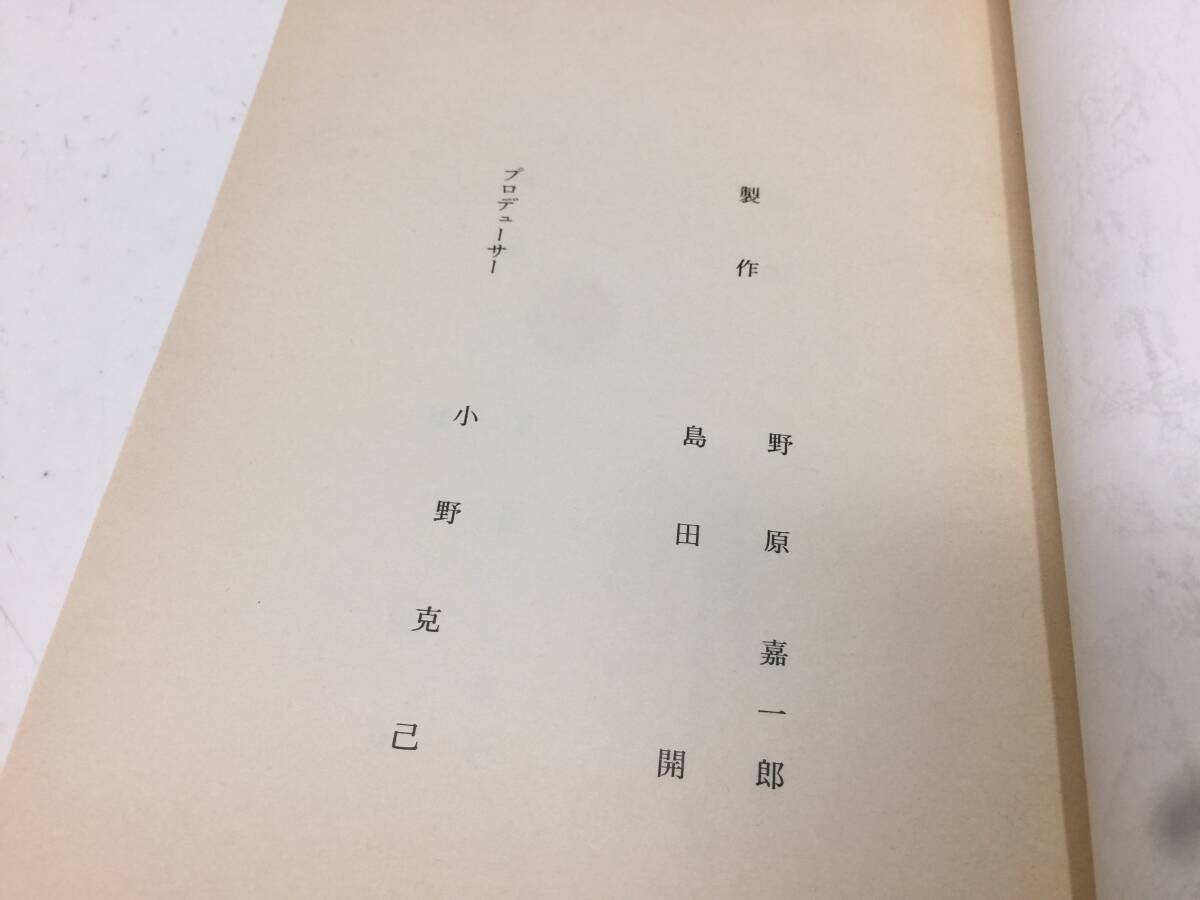 製作
野原嘉一郎
島田開
プロデューサー
小野克己